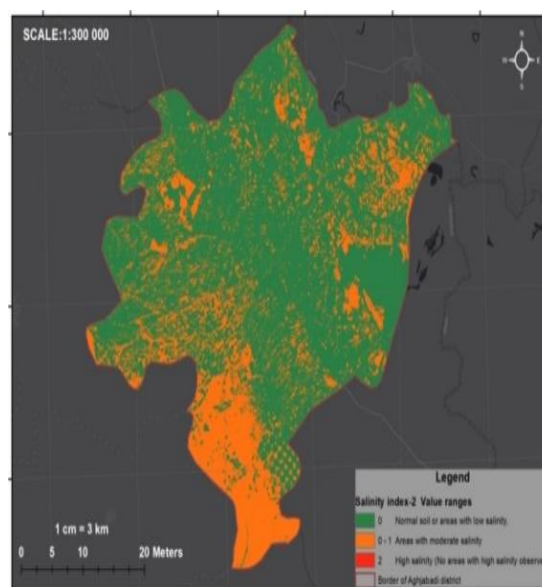 SCALE:1:300 000
N
W E
S
1 cm = 3 km
0 5 10 20 Meters
Legend
Salinity index-2 Value ranges
0 Normal soil or areas with low salinity.
0 - 1 Areas with moderate salinity
2 High salinity (No areas with high salinity observe
Border of Aghjabadi district